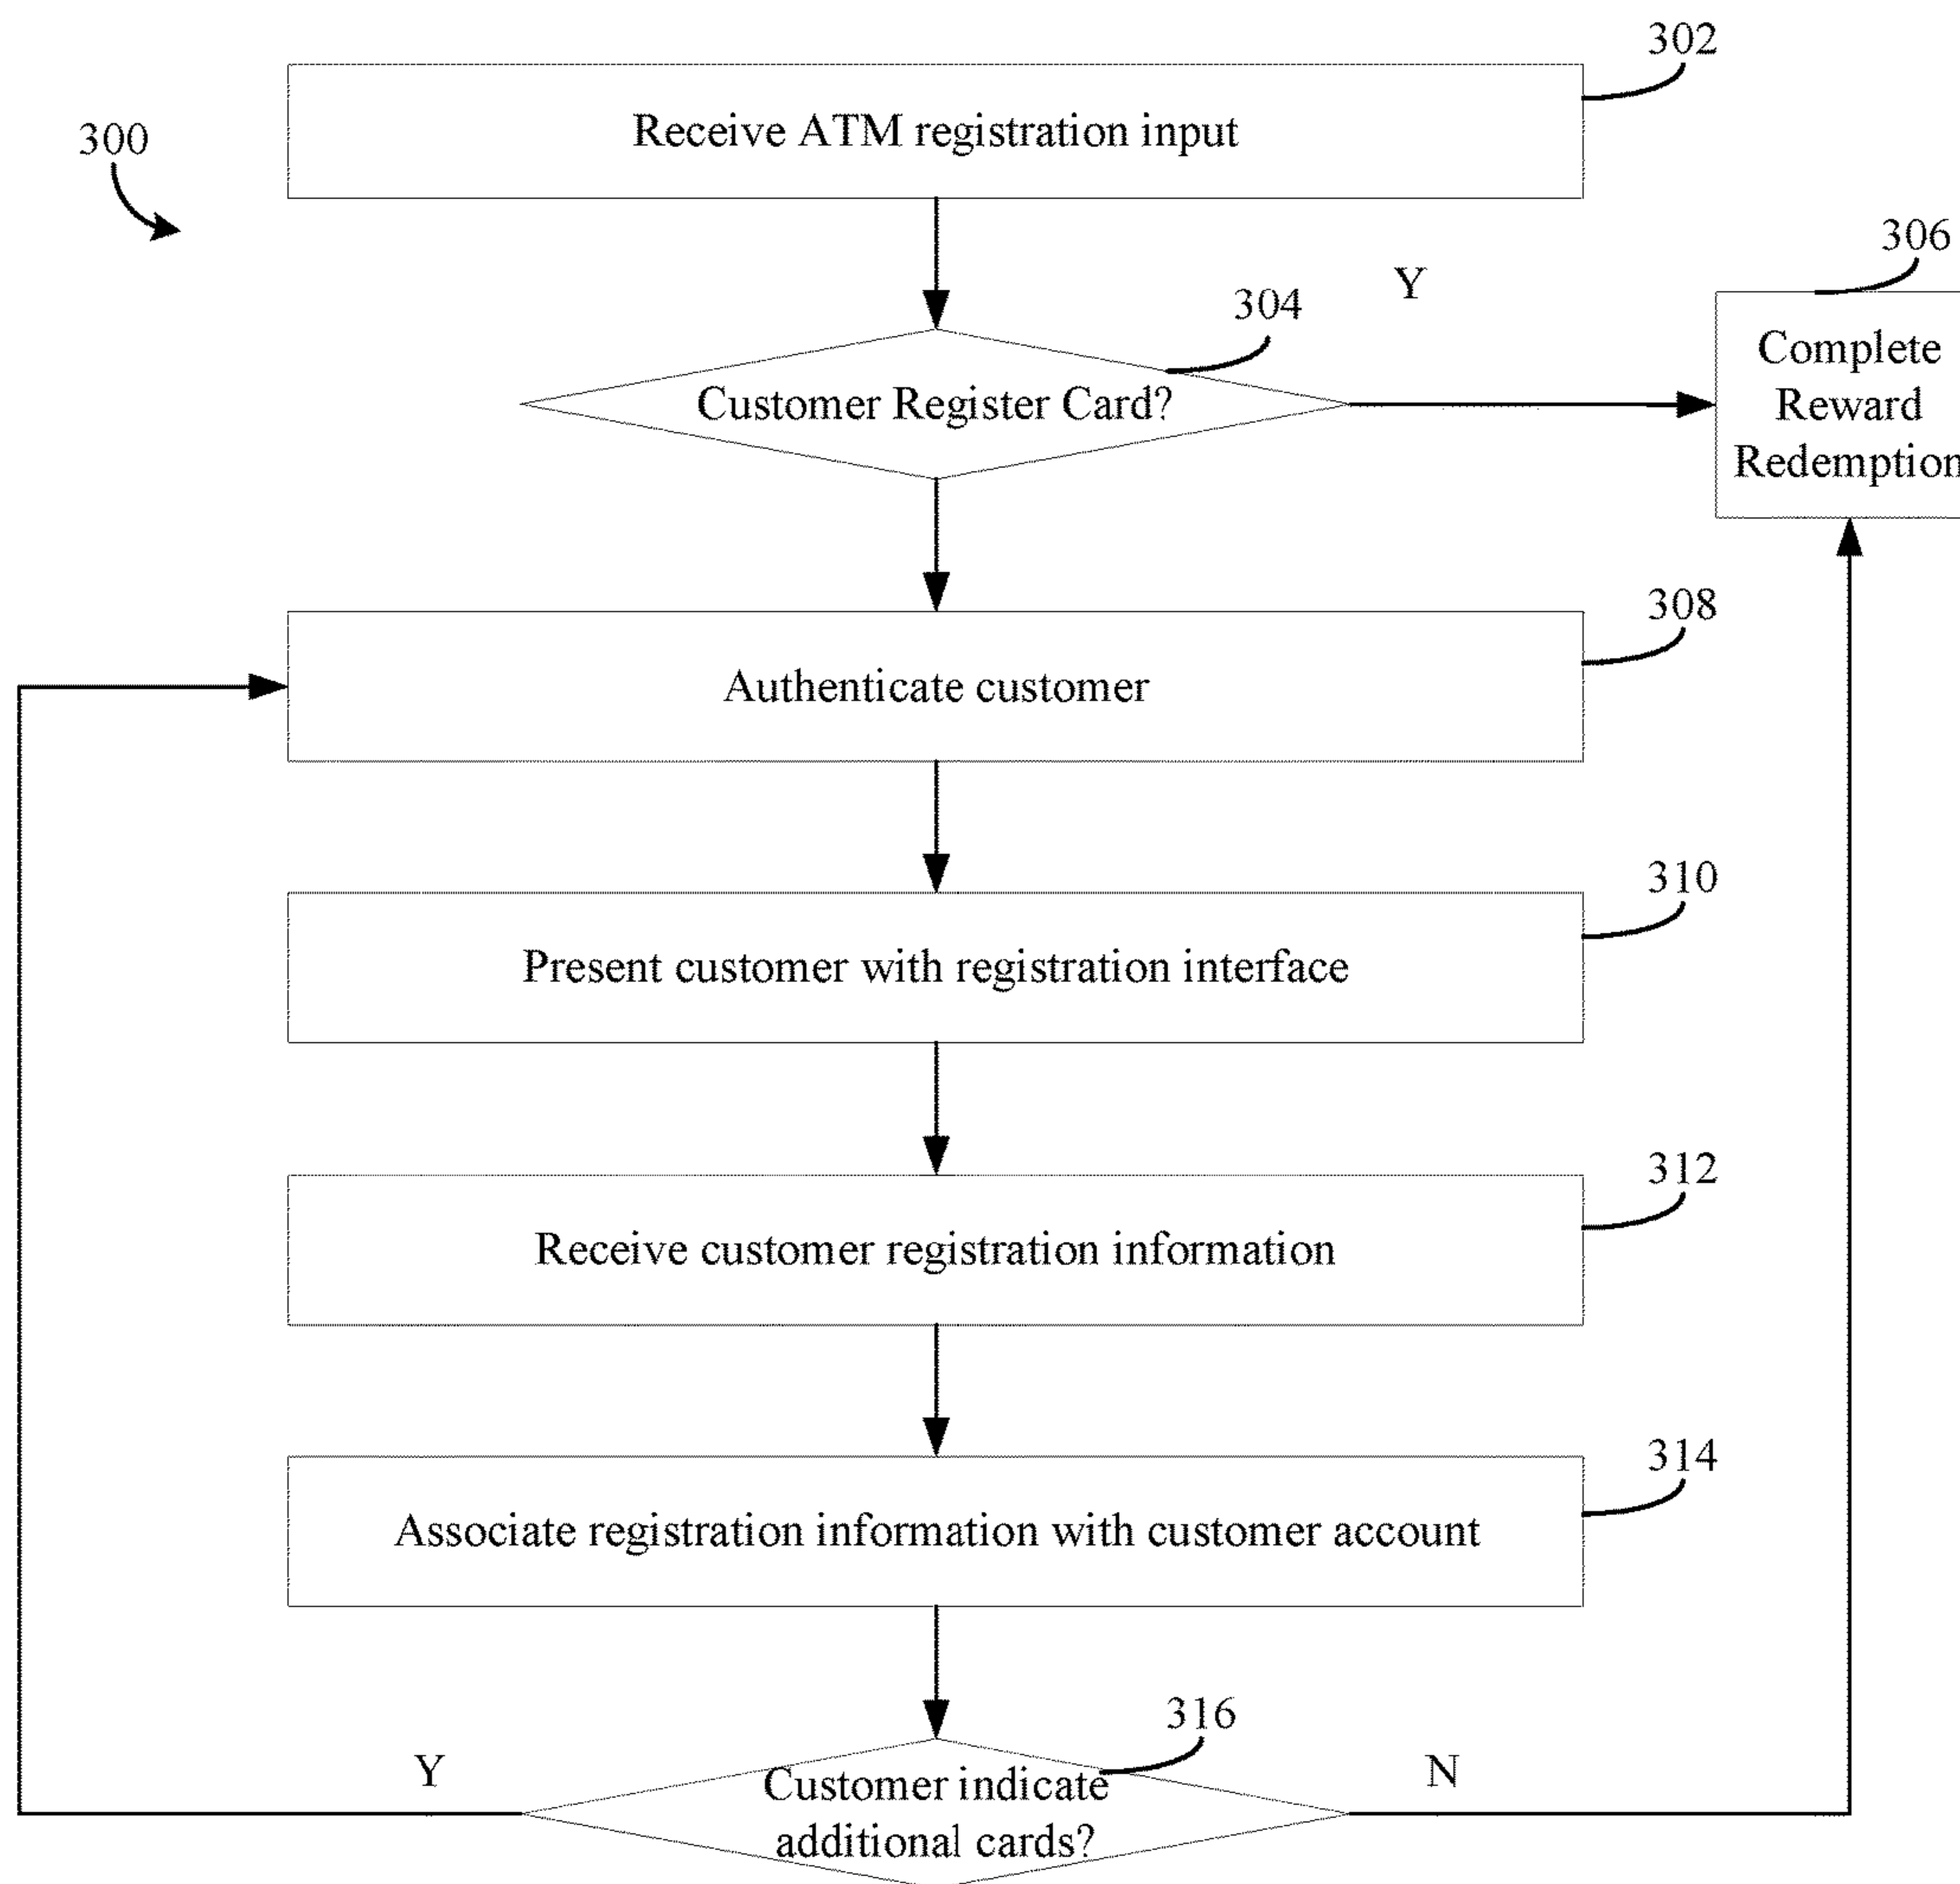 302
Receive ATM registration input
300
306
304
Y
Complete
Reward
Redemption
Customer Register Card?
308
Authenticate customer
310
Present customer with registration interface
312
Receive customer registration information
314
Associate registration information with customer account
316
Y
N
Customer indicate
additional cards?